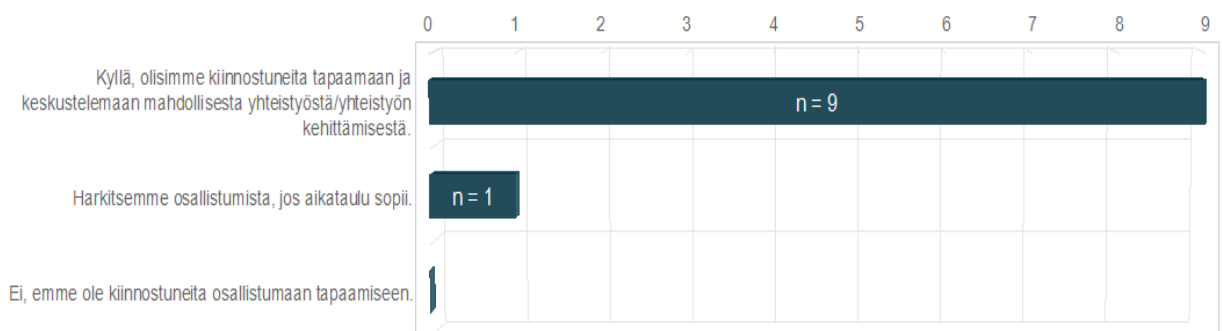 0 1 2 3 4 5 6 7 8 9
Kyllä, olisimme kiinnostuneita tapaamaan ja
keskustelemaan mahdollisesta yhteistyöstä/yhteistyön
kehittämisestä.
n = 9
Harkitsemme osallistumista, jos aikataulu sopii.
n = 1
Ei, emme ole kiinnostuneita osallistumaan tapaamiseen.